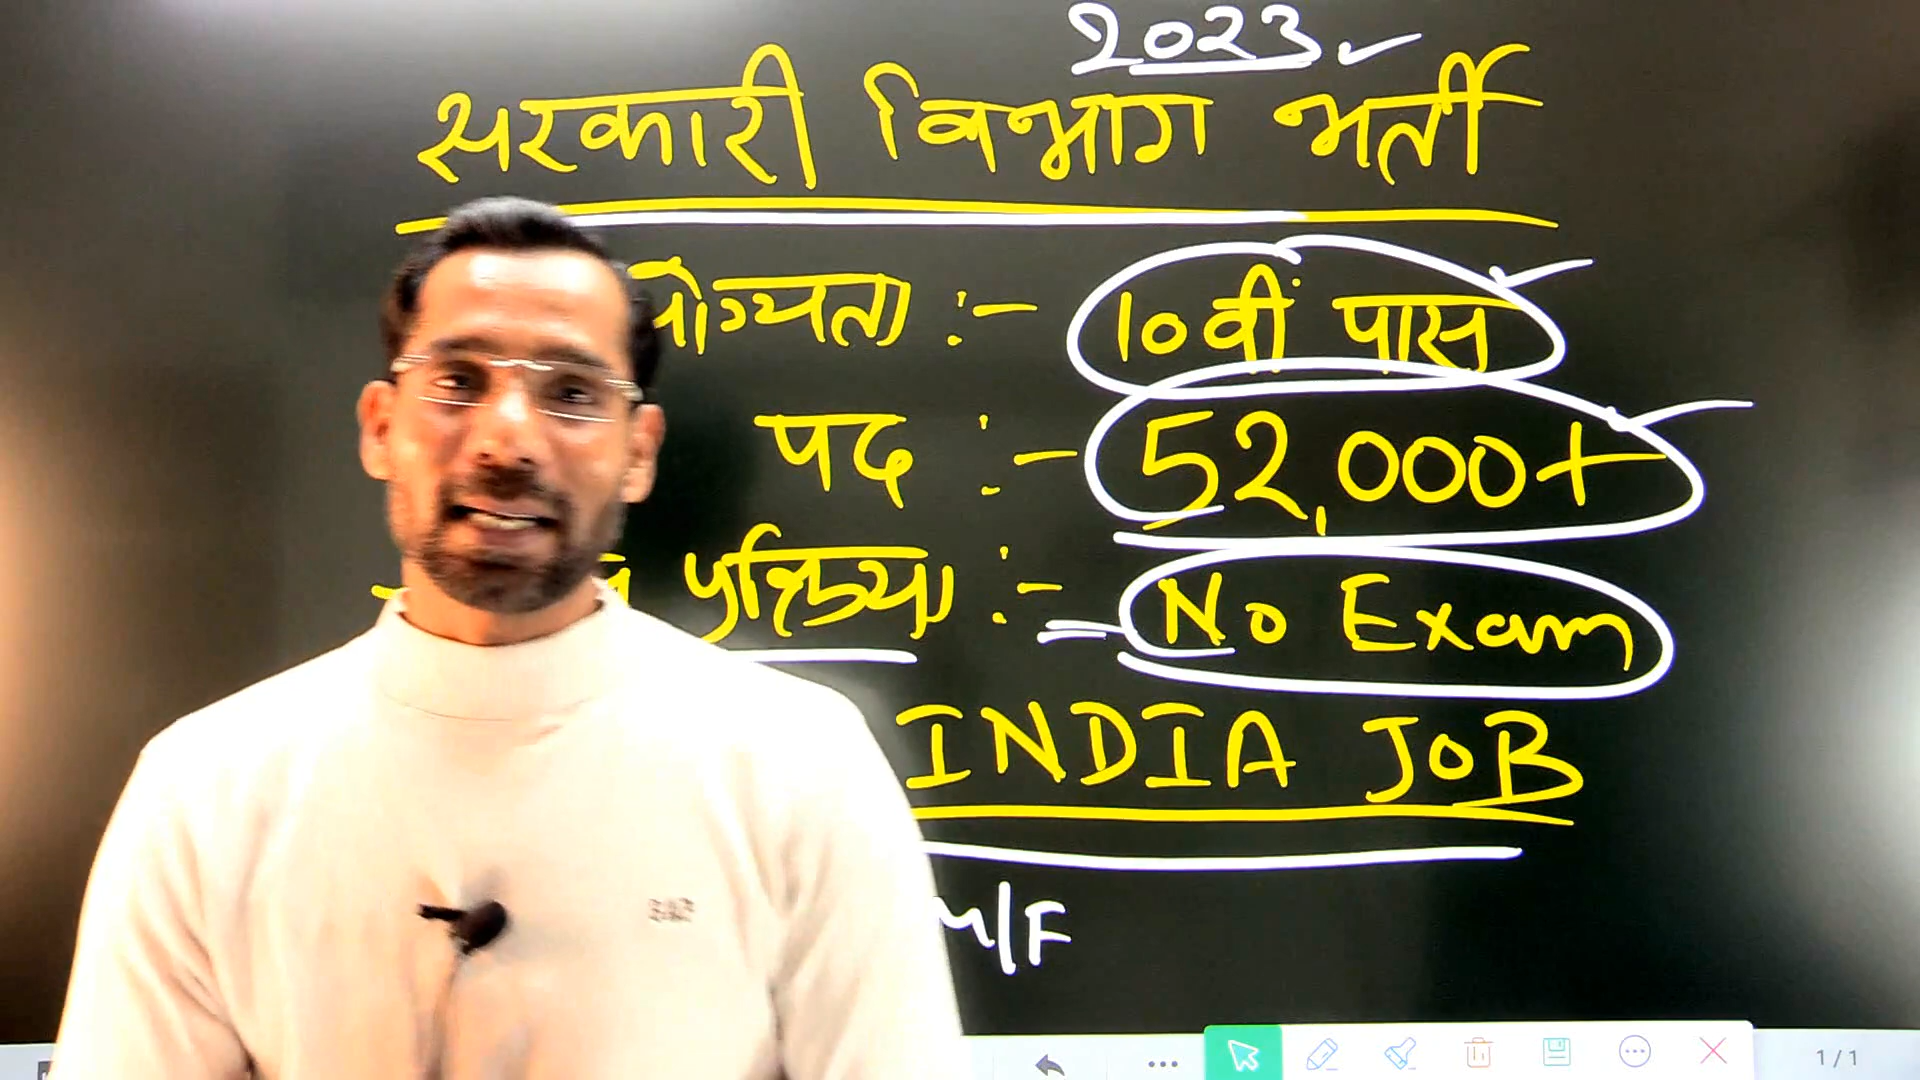 2023
सरकारी विभाग भर्ती
योग्यता :- 10वीं पास
पद :- 52,000+
प्रक्रिया :- No Exam
INDIA JOB
M/F
1/1